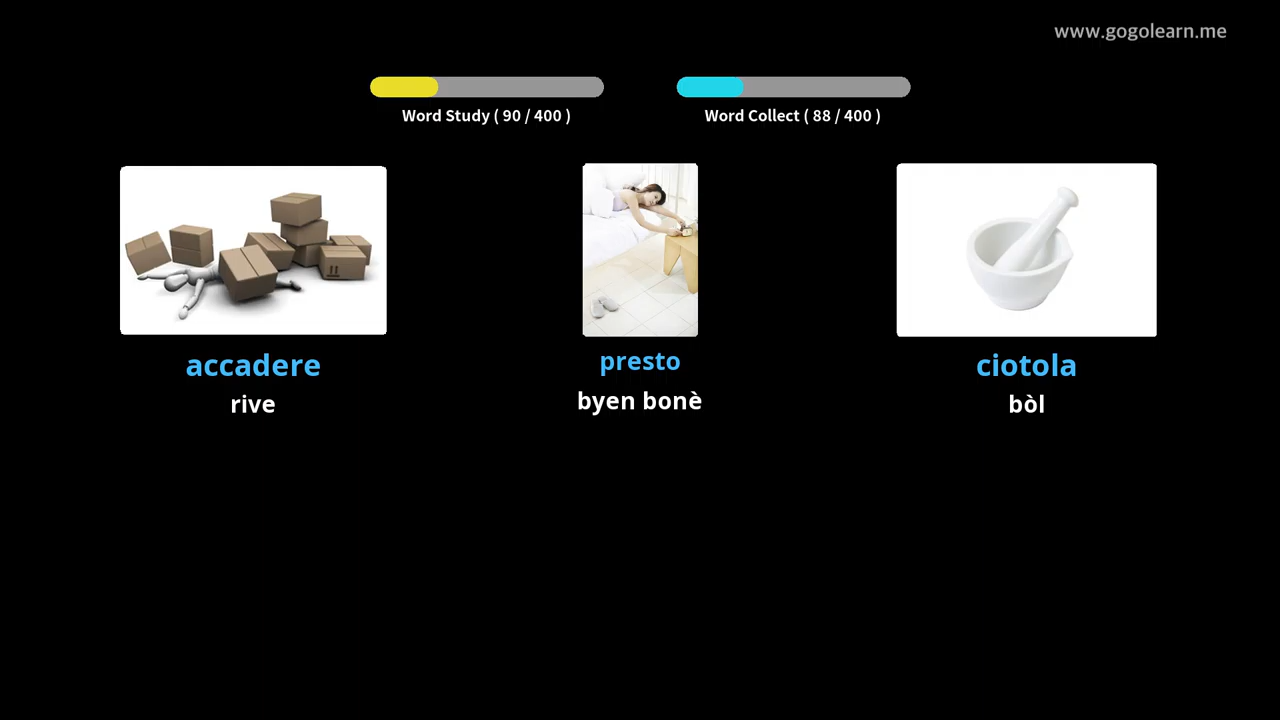 www.gogolearn.me
Word Study ( 90 / 400 )
Word Collect ( 88 / 400 )
accadere
presto
ciotola
rive
byen bonè
bòl